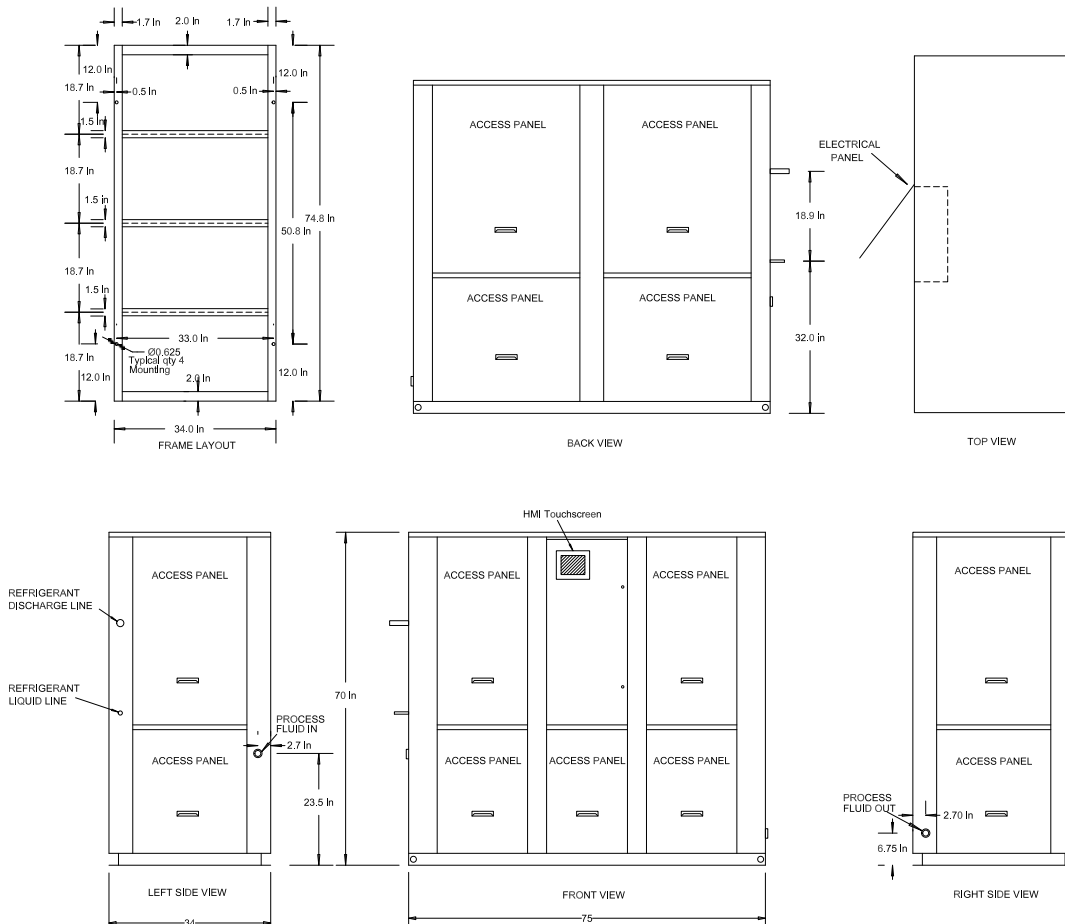 1.7 In
2.0 In
1.7 In
12.0 In
18.7 In
0.5 In
0.5 In
12.0 In
1.5 In
18.7 In
1.5 in
74.8 In
50.8 In
18.7 In
1.5 In
33.0 In
Ø0.625
Typical qty 4
Mounting
18.7 In
12.0 In
2.0 In
12.0 In
34.0 In
FRAME LAYOUT
ACCESS PANEL
ACCESS PANEL
ACCESS PANEL
ACCESS PANEL
18.9 In
32.0 in
BACK VIEW
ELECTRICAL
PANEL
TOP VIEW
REFRIGERANT
DISCHARGE LINE
REFRIGERANT
LIQUID LINE
ACCESS PANEL
PROCESS
FLUID IN
2.7 In
ACCESS PANEL
23.5 In
LEFT SIDE VIEW
34
HMI Touchscreen
ACCESS PANEL
ACCESS PANEL
70 In
ACCESS PANEL
ACCESS PANEL
ACCESS PANEL
FRONT VIEW
75
ACCESS PANEL
ACCESS PANEL
PROCESS
FLUID OUT
2.70 In
6.75 In
RIGHT SIDE VIEW